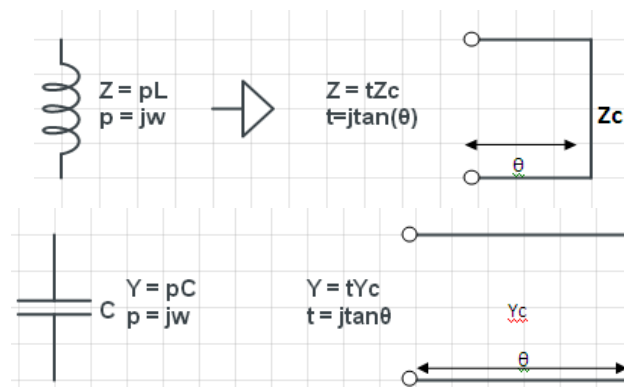 Z = pL
p = jw
Z = tZc
t=jtan(θ)
Zc
θ
C
Y = pC
p = jw
Y = tYc
t = jtanθ
Yc
θ